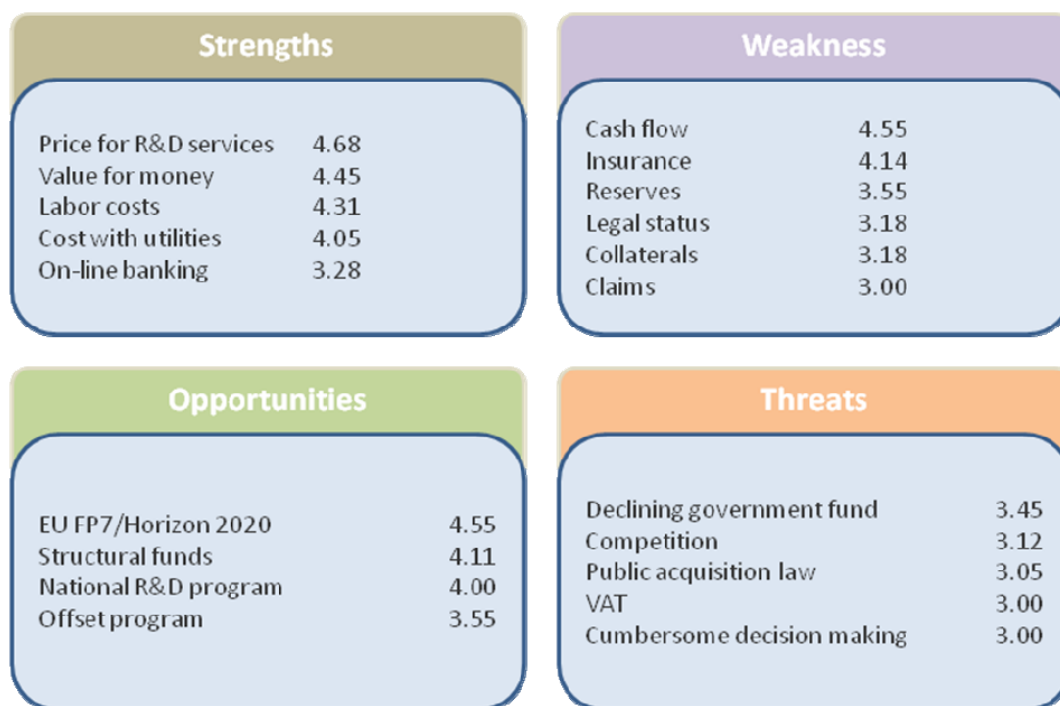 Strengths
Price for R&D services 4.68
Value for money 4.45
Labor costs 4.31
Cost with utilities 4.05
On-line banking 3.28
Weakness
Cash flow 4.55
Insurance 4.14
Reserves 3.55
Legal status 3.18
Collaterals 3.18
Claims 3.00
Opportunities
EU FP7/Horizon 2020 4.55
Structural funds 4.11
National R&D program 4.00
Offset program 3.55
Threats
Declining government fund 3.45
Competition 3.12
Public acquisition law 3.05
VAT 3.00
Cumbersome decision making 3.00